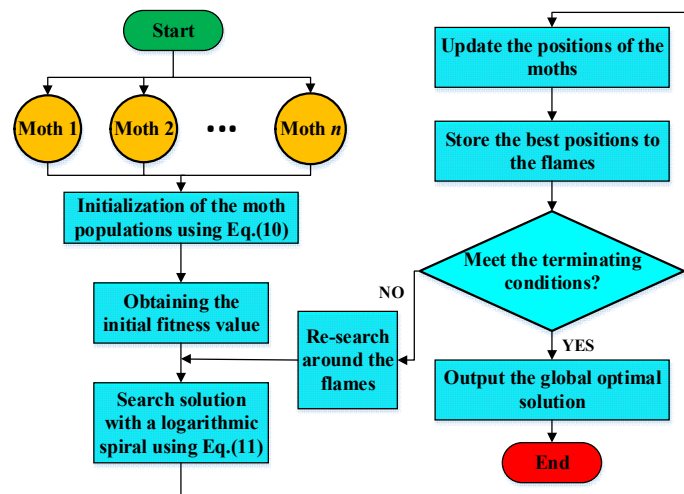 Start
Moth 1
Moth 2
Moth n
Initialization of the moth
populations using Eq.(10)
Obtaining the
initial fitness value
Search solution
with a logarithmic
spiral using Eq.(11)
Re-search
around the
flames
NO
Update the positions of the
moths
Store the best positions to
the flames
Meet the terminating
conditions?
YES
Output the global optimal
solution
End